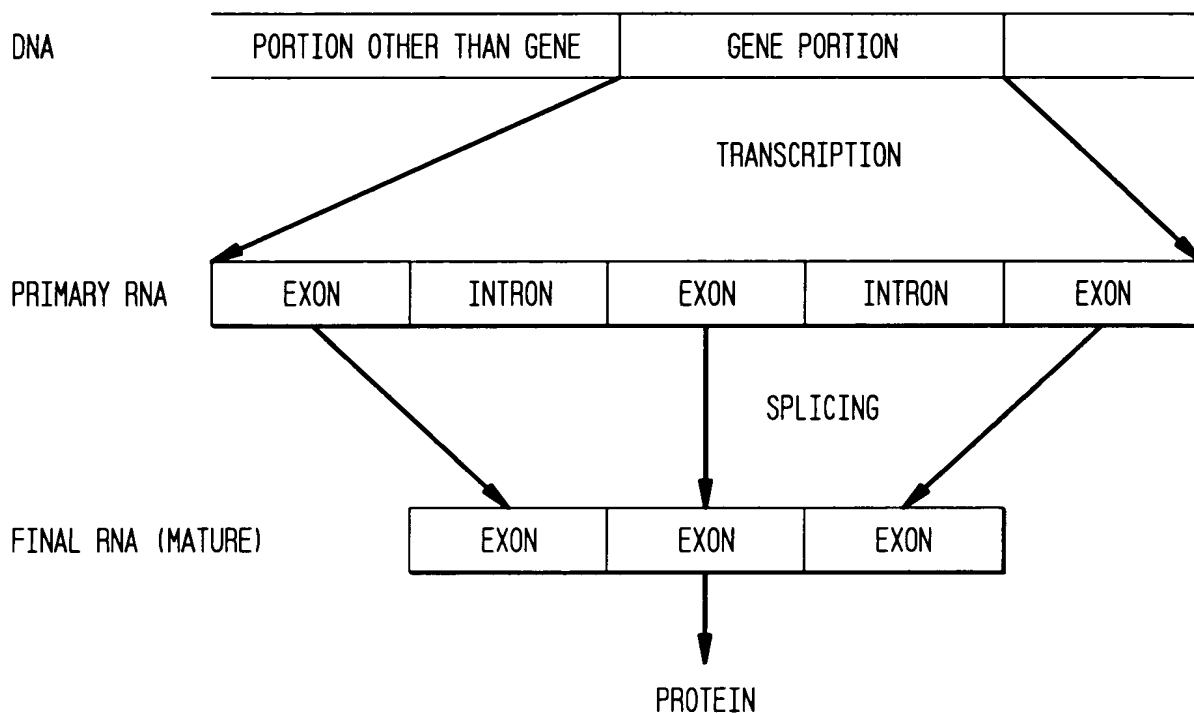 DNA PORTION OTHER THAN GENE GENE PORTION
TRANSCRIPTION
PRIMARY RNA EXON INTRON EXON INTRON EXON
SPLICING
FINAL RNA (MATURE) EXON EXON EXON
PROTEIN